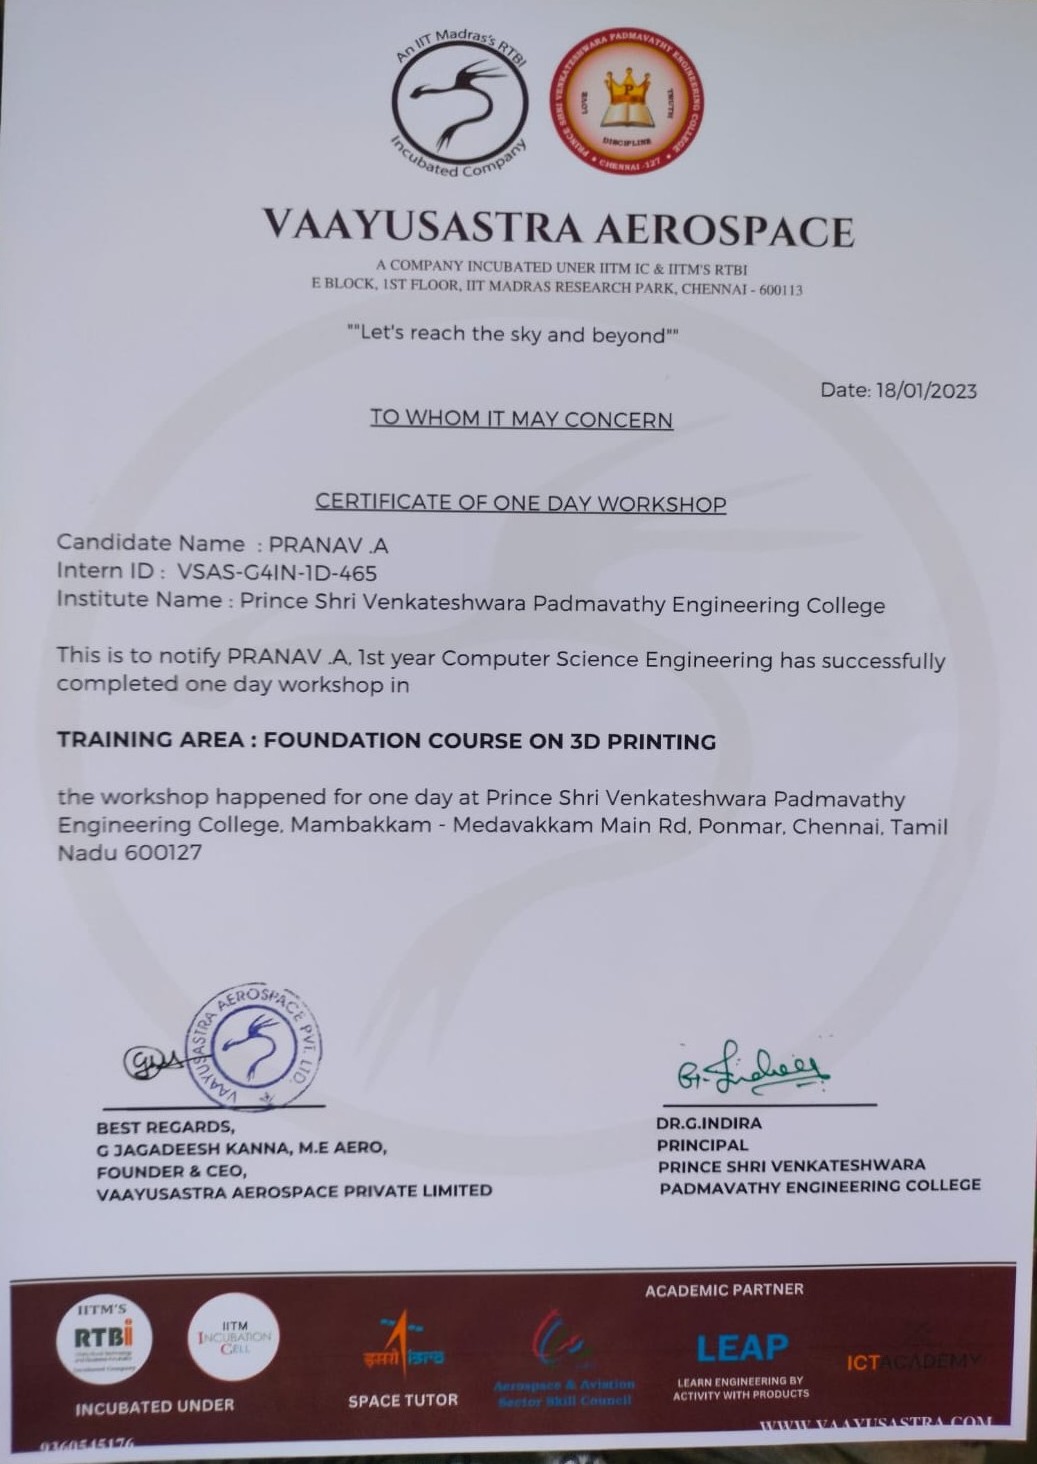 An IIT Madras's RTBI
Incubated Company
PRINCE SHRI VENKATESHWARA PADMAVATHY ENGINEERING COLLEGE
CHENNAI -127
LOVE
P
TRUTH
DISCIPLINE
VAAYUSASTRA AEROSPACE
A COMPANY INCUBATED UNER IITM IC & IITM'S RTBI
E BLOCK, 1ST FLOOR, IIT MADRAS RESEARCH PARK, CHENNAI - 600113
""Let's reach the sky and beyond""
Date: 18/01/2023
TO WHOM IT MAY CONCERN
CERTIFICATE OF ONE DAY WORKSHOP
Candidate Name : PRANAV .A
Intern ID : VSAS-G4IN-1D-465
Institute Name : Prince Shri Venkateshwara Padmavathy Engineering College
This is to notify PRANAV .A, 1st year Computer Science Engineering has successfully
completed one day workshop in
TRAINING AREA : FOUNDATION COURSE ON 3D PRINTING
the workshop happened for one day at Prince Shri Venkateshwara Padmavathy
Engineering College, Mambakkam - Medavakkam Main Rd, Ponmar, Chennai, Tamil
Nadu 600127
VAAYUSASTRA AEROSPACE PVT. LTD.
G. Indira
BEST REGARDS,
G JAGADEESH KANNA, M.E AERO,
FOUNDER & CEO,
VAAYUSASTRA AEROSPACE PRIVATE LIMITED
DR.G.INDIRA
PRINCIPAL
PRINCE SHRI VENKATESHWARA
PADMAVATHY ENGINEERING COLLEGE
IITM'S
RTBi
Incubated Company
IITM
INCUBATION
CELL
INCUBATED UNDER
इसरो isro
SPACE TUTOR
Aerospace & Aviation
Sector Skill Council
ACADEMIC PARTNER
LEAP
LEARN ENGINEERING BY
ACTIVITY WITH PRODUCTS
ICTACADEMY
WWW.VAAYUSASTRA.COM